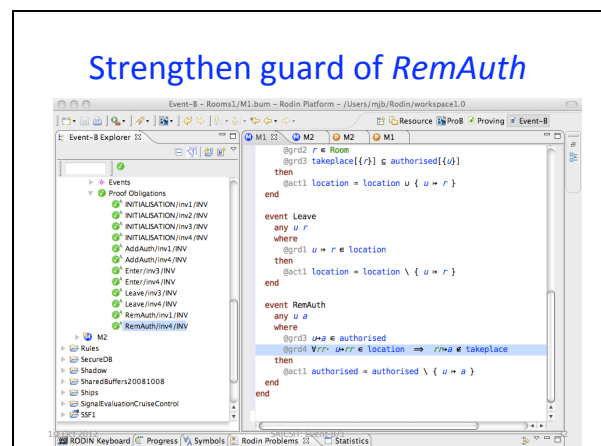 Strengthen guard of RemAuth
Event-B - Rooms1/M1.bum - Rodin Platform - /Users/mjb/Rodin/workspace1.0
Resource ProB Proving Event-B
Event-B Explorer
M1 M2 M2 M1
Events
Proof Obligations
INITIALISATION/inv1/INV
INITIALISATION/inv2/INV
INITIALISATION/inv3/INV
INITIALISATION/inv4/INV
AddAuth/inv1/INV
AddAuth/inv4/INV
Enter/inv3/INV
Enter/inv4/INV
Leave/inv3/INV
Leave/inv4/INV
RemAuth/inv1/INV
RemAuth/inv4/INV
M2
Rules
SecureDB
Shadow
SharedBuffers20081008
Ships
SignalEvaluationCruiseControl
SSF1
@grd2 r ∈ Room
@grd3 takeplace[{r}] ⊆ authorised[{u}]
then
@act1 location ≔ location ∪ { u ↦ r }
end
event Leave
any u r
where
@grd1 u ↦ r ∈ location
then
@act1 location ≔ location \ { u ↦ r }
end
event RemAuth
any u a
where
@grd3 u↦a ∈ authorised
@grd4 ∀rr· u↦rr ∈ location ⇒ rr↦a ∉ takeplace
then
@act1 authorised ≔ authorised \ { u ↦ a }
end
end
RODIN Keyboard Progress Symbols Rodin Problems Statistics